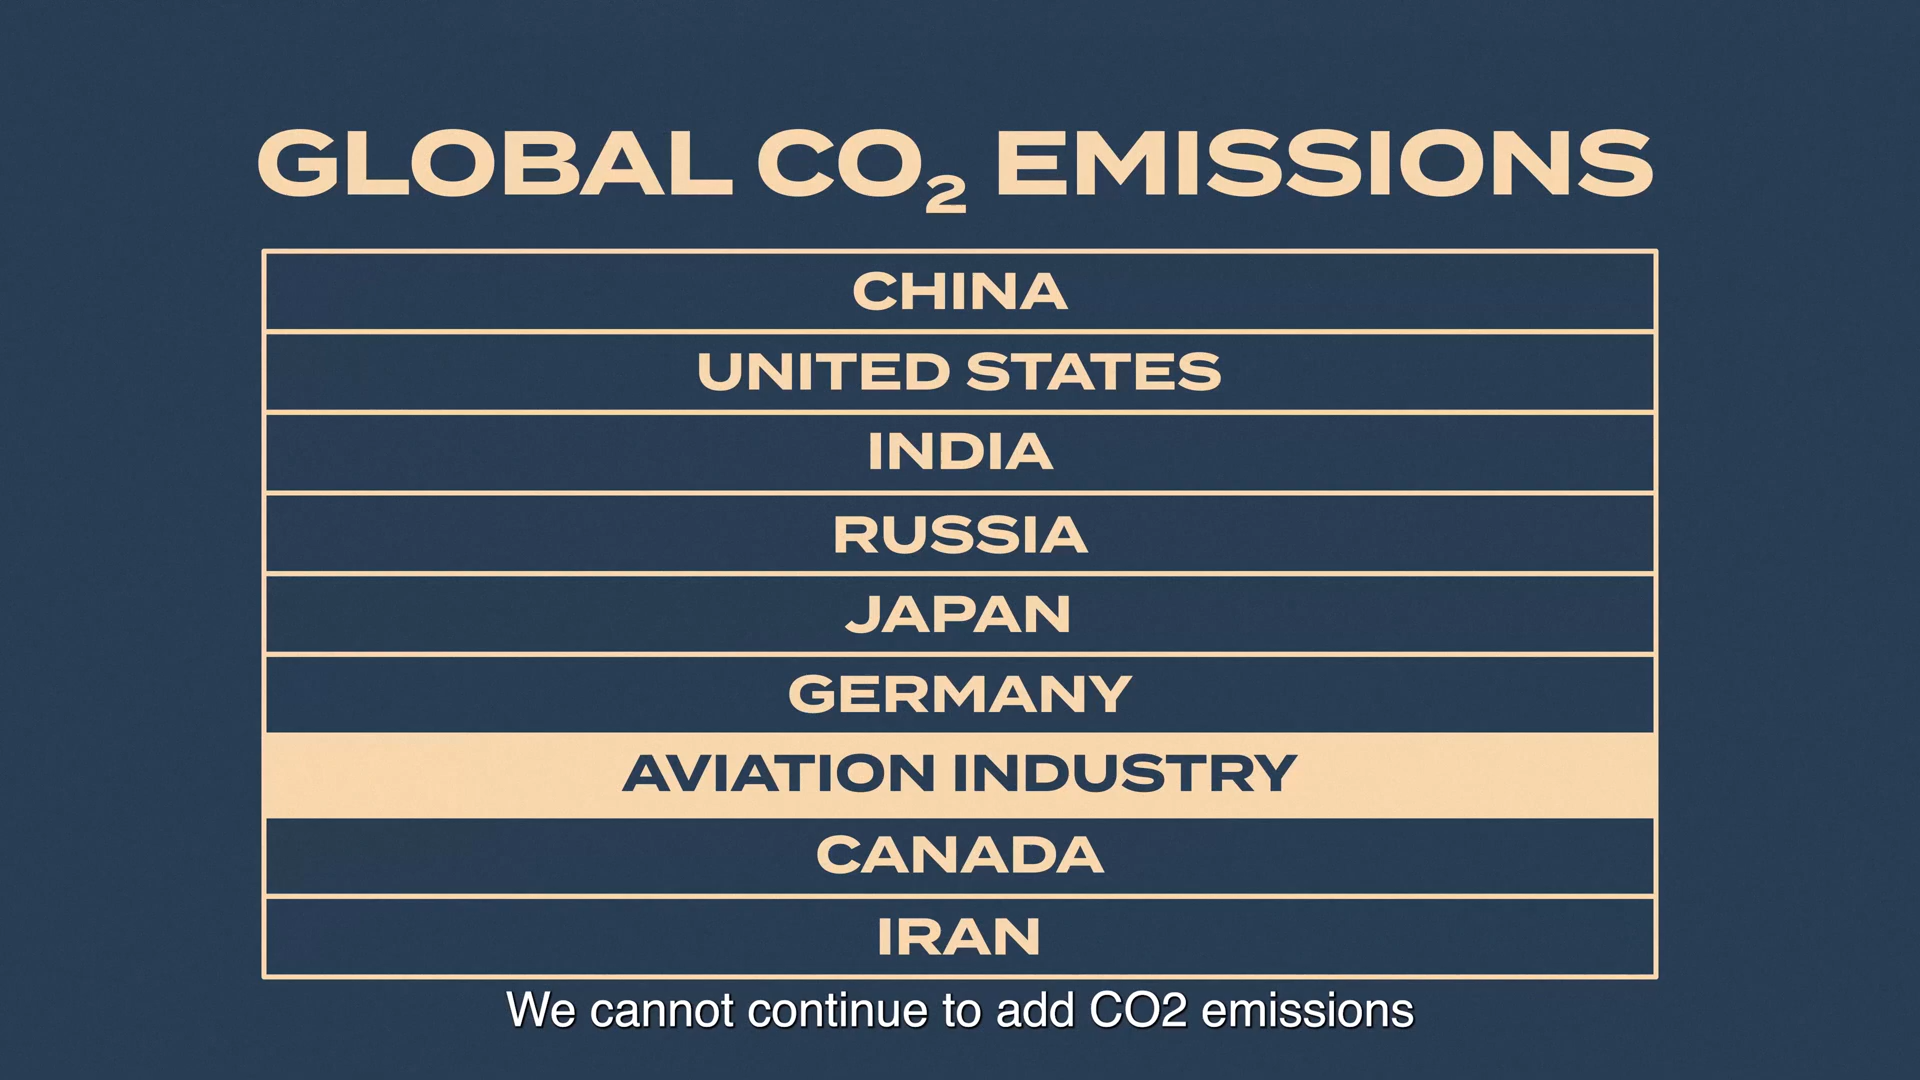 GLOBAL CO₂ EMISSIONS
CHINA
UNITED STATES
INDIA
RUSSIA
JAPAN
GERMANY
AVIATION INDUSTRY
CANADA
IRAN
We cannot continue to add CO2 emissions